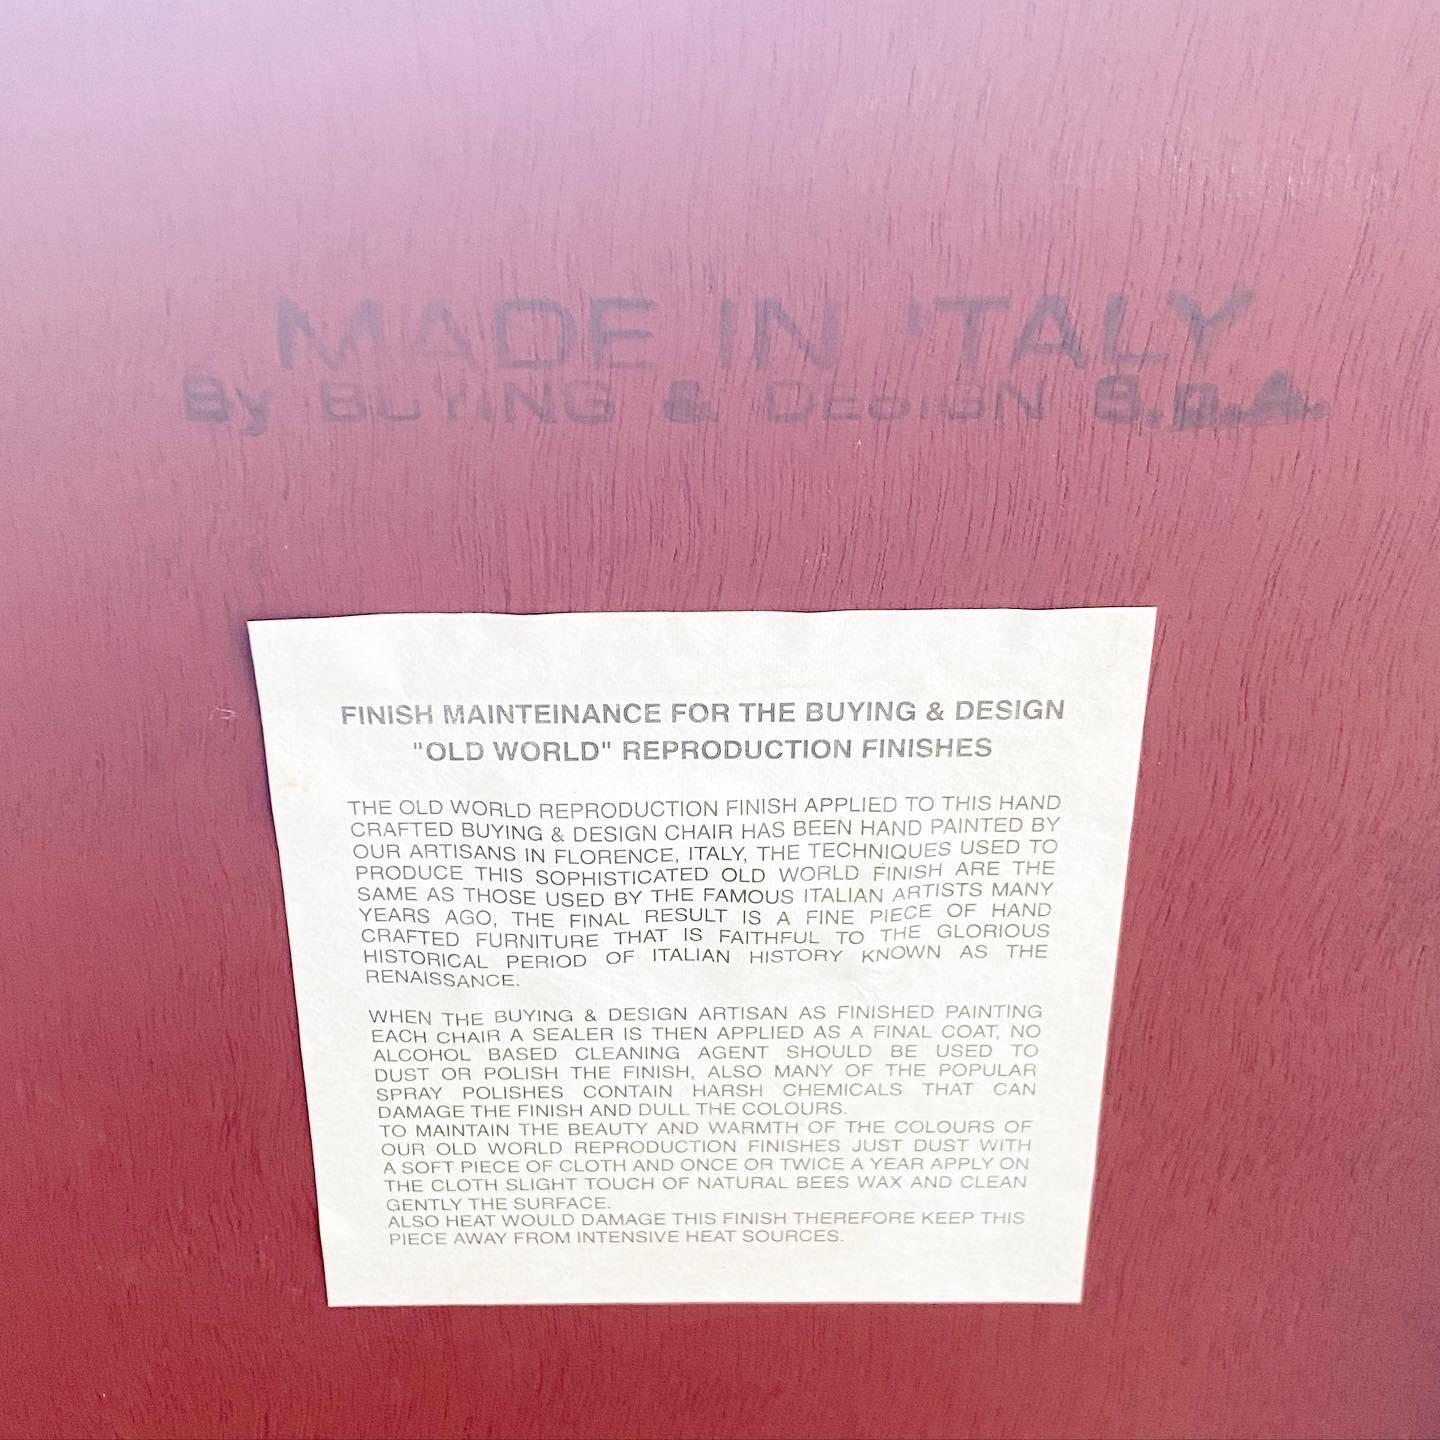 MADE IN ITALY
By BUYING & DESIGN S.p.A.
FINISH MAINTEINANCE FOR THE BUYING & DESIGN
"OLD WORLD" REPRODUCTION FINISHES
THE OLD WORLD REPRODUCTION FINISH APPLIED TO THIS HAND
CRAFTED BUYING & DESIGN CHAIR HAS BEEN HAND PAINTED BY
OUR ARTISANS IN FLORENCE, ITALY, THE TECHNIQUES USED TO
PRODUCE THIS SOPHISTICATED OLD WORLD FINISH ARE THE
SAME AS THOSE USED BY THE FAMOUS ITALIAN ARTISTS MANY
YEARS AGO, THE FINAL RESULT IS A FINE PIECE OF HAND
CRAFTED FURNITURE THAT IS FAITHFUL TO THE GLORIOUS
HISTORICAL PERIOD OF ITALIAN HISTORY KNOWN AS THE
RENAISSANCE.
WHEN THE BUYING & DESIGN ARTISAN AS FINISHED PAINTING
EACH CHAIR A SEALER IS THEN APPLIED AS A FINAL COAT, NO
ALCOHOL BASED CLEANING AGENT SHOULD BE USED TO
DUST OR POLISH THE FINISH, ALSO MANY OF THE POPULAR
SPRAY POLISHES CONTAIN HARSH CHEMICALS THAT CAN
DAMAGE THE FINISH AND DULL THE COLOURS.
TO MAINTAIN THE BEAUTY AND WARMTH OF THE COLOURS OF
OUR OLD WORLD REPRODUCTION FINISHES JUST DUST WITH
A SOFT PIECE OF CLOTH AND ONCE OR TWICE A YEAR APPLY ON
THE CLOTH SLIGHT TOUCH OF NATURAL BEES WAX AND CLEAN
GENTLY THE SURFACE.
ALSO HEAT WOULD DAMAGE THIS FINISH THEREFORE KEEP THIS
PIECE AWAY FROM INTENSIVE HEAT SOURCES.